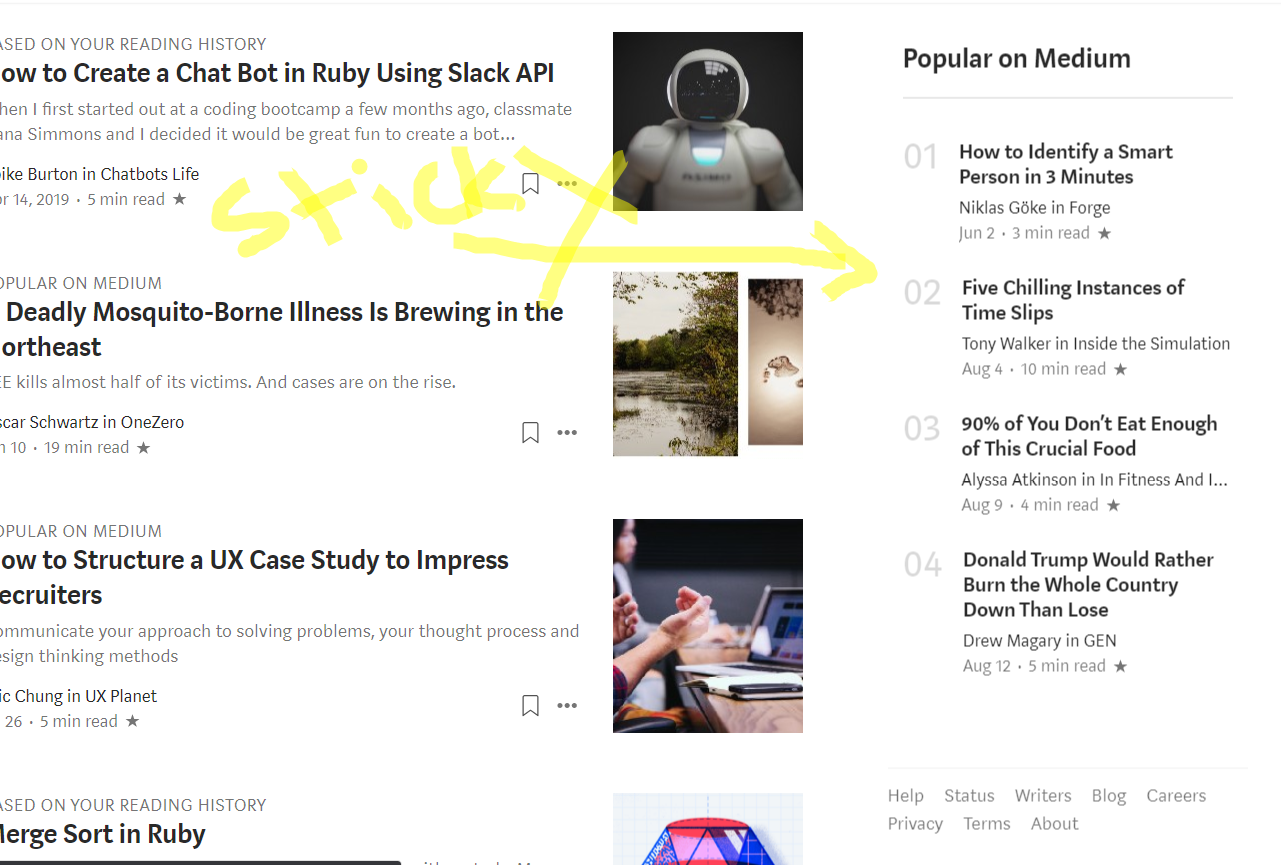 ASED ON YOUR READING HISTORY
ow to Create a Chat Bot in Ruby Using Slack API
hen I first started out at a coding bootcamp a few months ago, classmate
ana Simmons and I decided it would be great fun to create a bot...
ike Burton in Chatbots Life
pr 14, 2019 · 5 min read ★
sticky
OPULAR ON MEDIUM
Deadly Mosquito-Borne Illness Is Brewing in the
ortheast
EE kills almost half of its victims. And cases are on the rise.
scar Schwartz in OneZero
n 10 · 19 min read ★
OPULAR ON MEDIUM
ow to Structure a UX Case Study to Impress
ecruiters
ommunicate your approach to solving problems, your thought process and
esign thinking methods
ic Chung in UX Planet
26 · 5 min read ★
ASED ON YOUR READING HISTORY
Merge Sort in Ruby
Popular on Medium
01
How to Identify a Smart
Person in 3 Minutes
Niklas Göke in Forge
Jun 2 · 3 min read ★
02
Five Chilling Instances of
Time Slips
Tony Walker in Inside the Simulation
Aug 4 · 10 min read ★
03
90% of You Don’t Eat Enough
of This Crucial Food
Alyssa Atkinson in In Fitness And I...
Aug 9 · 4 min read ★
04
Donald Trump Would Rather
Burn the Whole Country
Down Than Lose
Drew Magary in GEN
Aug 12 · 5 min read ★
Help Status Writers Blog Careers
Privacy Terms About